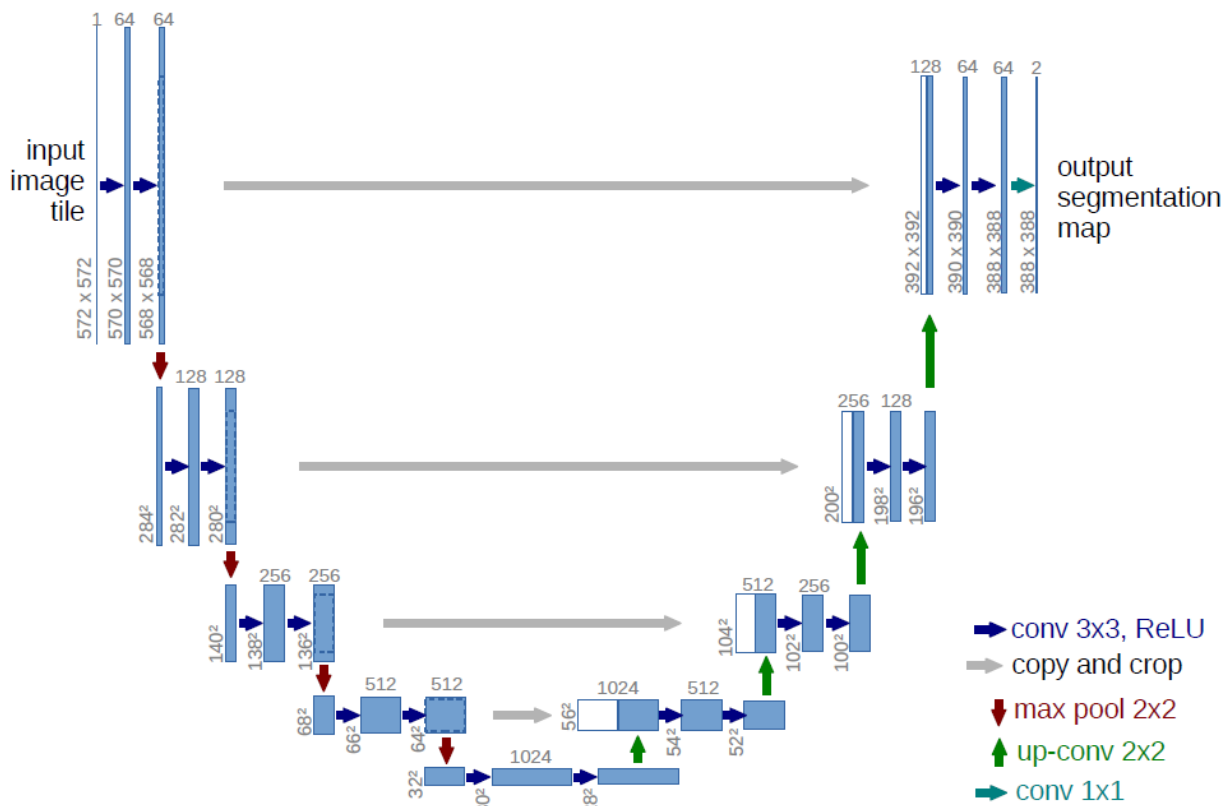 1 64 64
128 64 64 2
input
image
tile
output
segmentation
map
572 x 572
570 x 570
568 x 568
392 x 392
390 x 390
388 x 388
388 x 388
128 128
256 128
284²
282²
280²
200²
198²
196²
256 256
512 256
140²
138²
136²
104²
102²
100²
512 512
1024 512
68²
66²
64²
56²
54²
52²
1024
32²
conv 3x3, ReLU
copy and crop
max pool 2x2
up-conv 2x2
conv 1x1